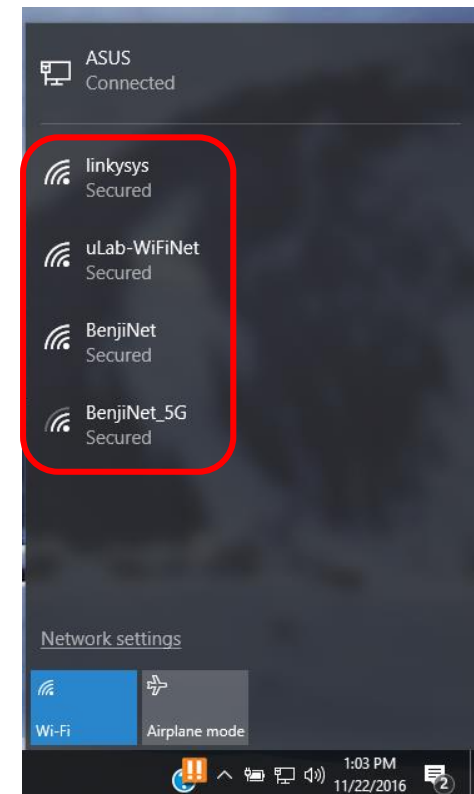 ASUS
Connected
linkysys
Secured
uLab-WiFiNet
Secured
BenjiNet
Secured
BenjiNet_5G
Secured
Network settings
Wi-Fi
Airplane mode
1:03 PM
11/22/2016
2